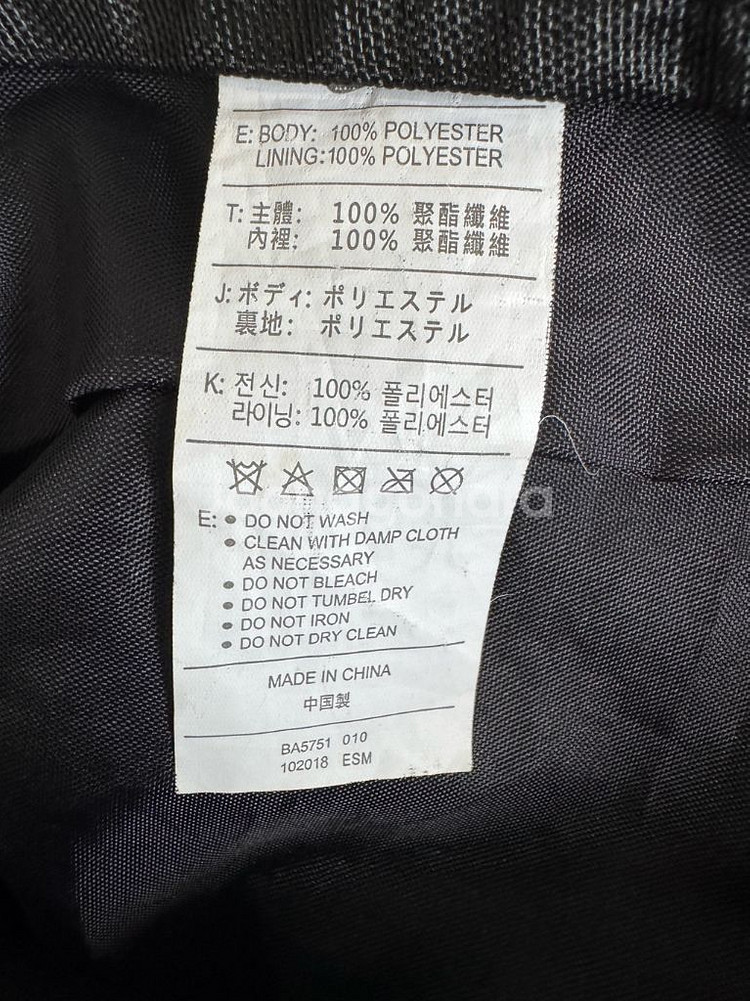 E: BODY: 100% POLYESTER
LINING:100% POLYESTER
T: 主體: 100% 聚酯纖維
內裡: 100% 聚酯纖維
J: ボディ: ポリエステル
裏地: ポリエステル
K: 전신: 100% 폴리에스터
라이닝: 100% 폴리에스터
E: ● DO NOT WASH
● CLEAN WITH DAMP CLOTH
AS NECESSARY
● DO NOT BLEACH
● DO NOT TUMBEL DRY
● DO NOT IRON
● DO NOT DRY CLEAN
MADE IN CHINA
中国製
BA5751 010
102018 ESM